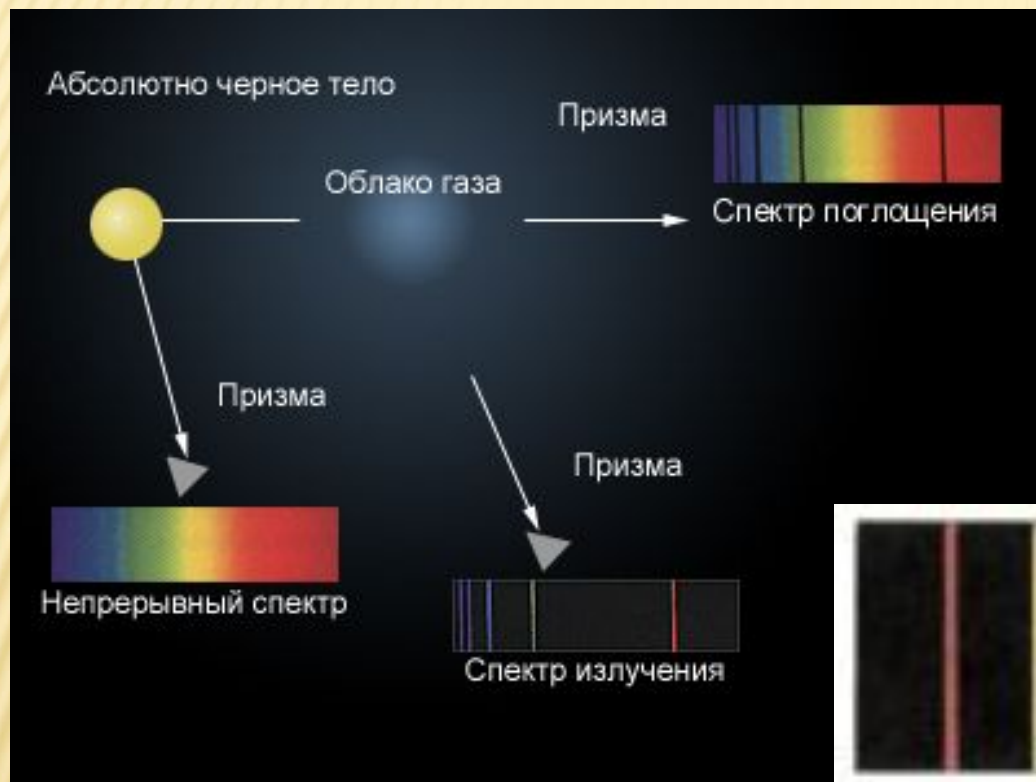 Абсолютно черное тело
Призма
Облако газа
Спектр поглощения
Призма
Призма
Непрерывный спектр
Спектр излучения